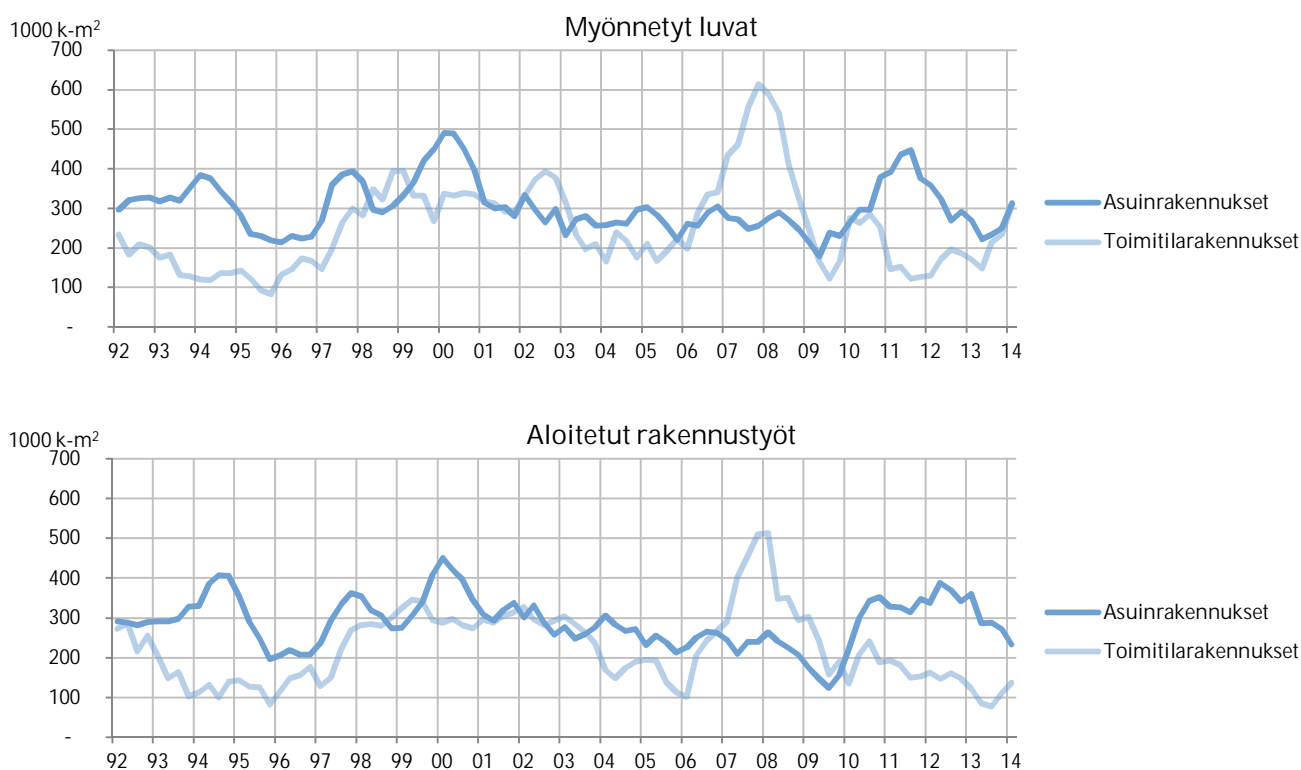 Myönnetyt luvat
1000 k-m²
700
600
500
400
300
200
100
-
92 93 94 95 96 97 98 99 00 01 02 03 04 05 06 07 08 09 10 11 12 13 14
Asuinrakennukset
Toimitilarakennukset
Aloitetut rakennustyöt
1000 k-m²
700
600
500
400
300
200
100
-
92 93 94 95 96 97 98 99 00 01 02 03 04 05 06 07 08 09 10 11 12 13 14
Asuinrakennukset
Toimitilarakennukset